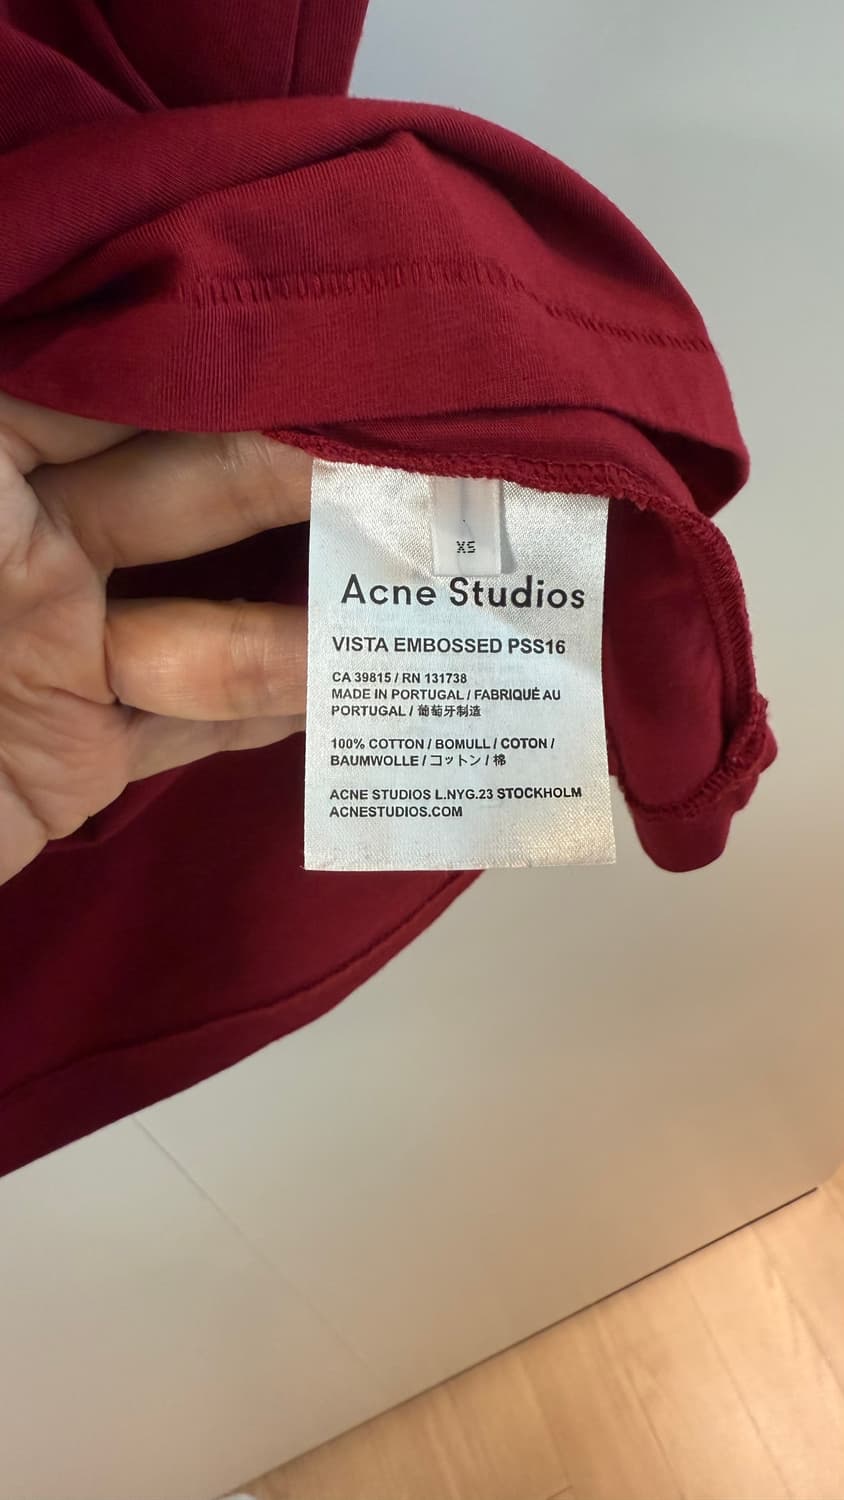 XS
Acne Studios
VISTA EMBOSSED PSS16
CA 39815 / RN 131738
MADE IN PORTUGAL / FABRIQUÉ AU
PORTUGAL / 葡萄牙制造
100% COTTON / BOMULL / COTON /
BAUMWOLLE / コットン / 棉
ACNE STUDIOS L.NYG.23 STOCKHOLM
ACNESTUDIOS.COM